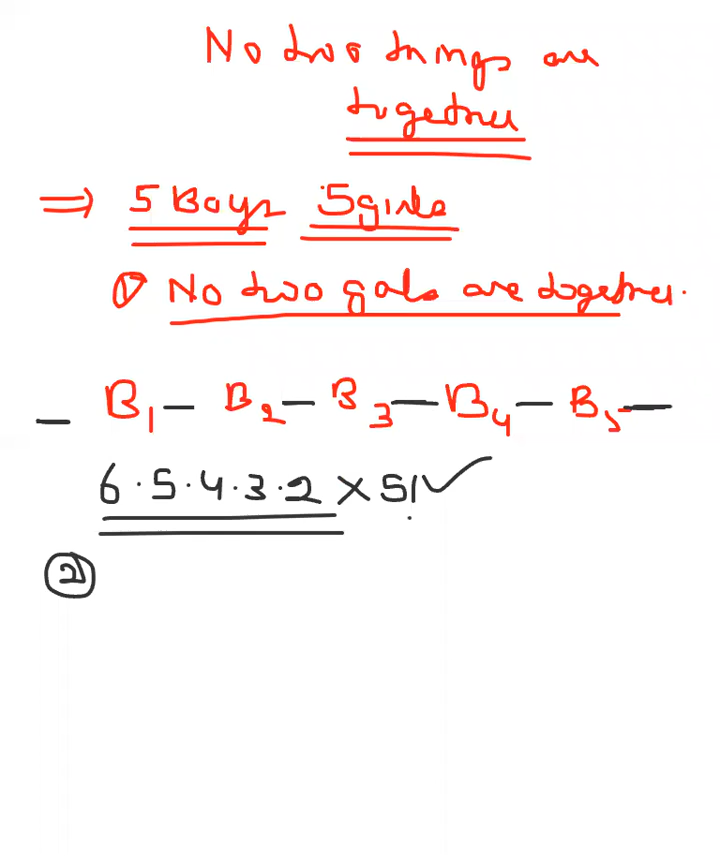 No two things are
together
⇒ 5 Boys 5 girls
① No two gals are together.
_ B₁ _ B₂ _ B₃ _ B₄ _ B₅ _
6·5·4·3·2 × 5! ✓
②